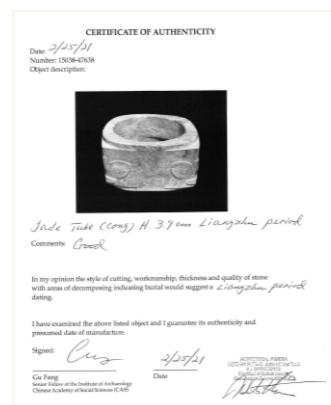 CERTIFICATE OF AUTHENTICITY
Date: 2/25/21
Number: 15038-47638
Object description:
Jade Tube (cong) H. 3.9 cm Liangzhu period
Comments: Good
In my opinion the style of cutting, workmanship, thickness and quality of stone
with areas of decomposing indicating burial would suggest a Liangzhu period
dating.
I have examined the above listed object and I guarantee its authenticity and
presumed date of manufacture.
Signed: 2/25/21
Gu Fang Date
Senior Fellow of the Institute of Archaeology
Chinese Academy of Social Sciences (CASS)